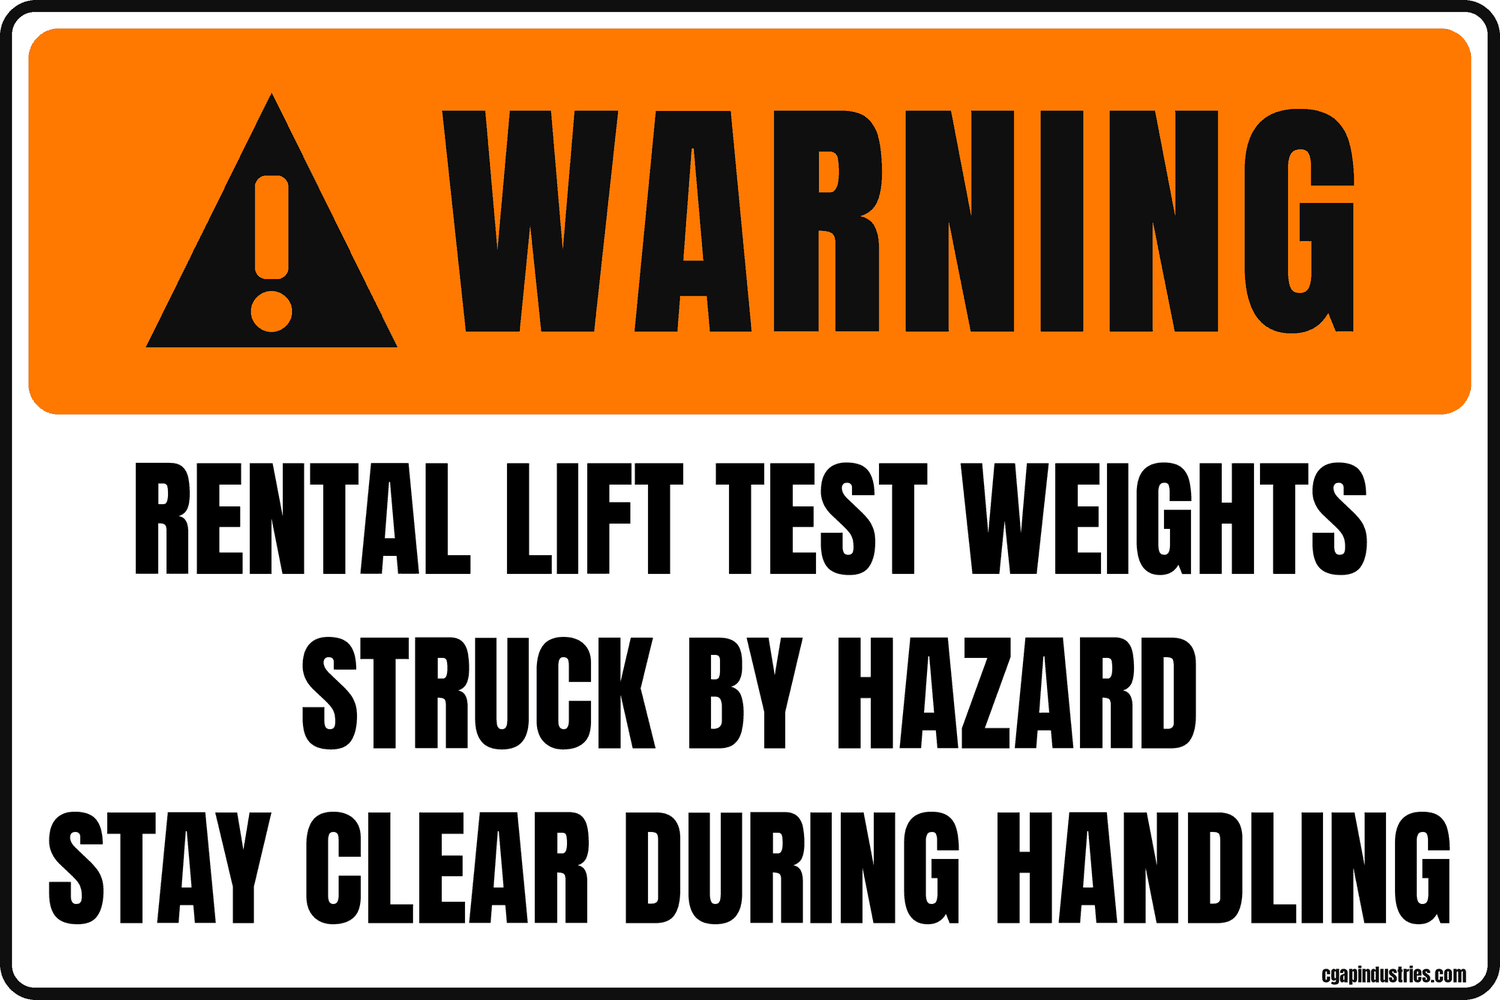 WARNING
RENTAL LIFT TEST WEIGHTS
STRUCK BY HAZARD
STAY CLEAR DURING HANDLING
cgapindustries.com